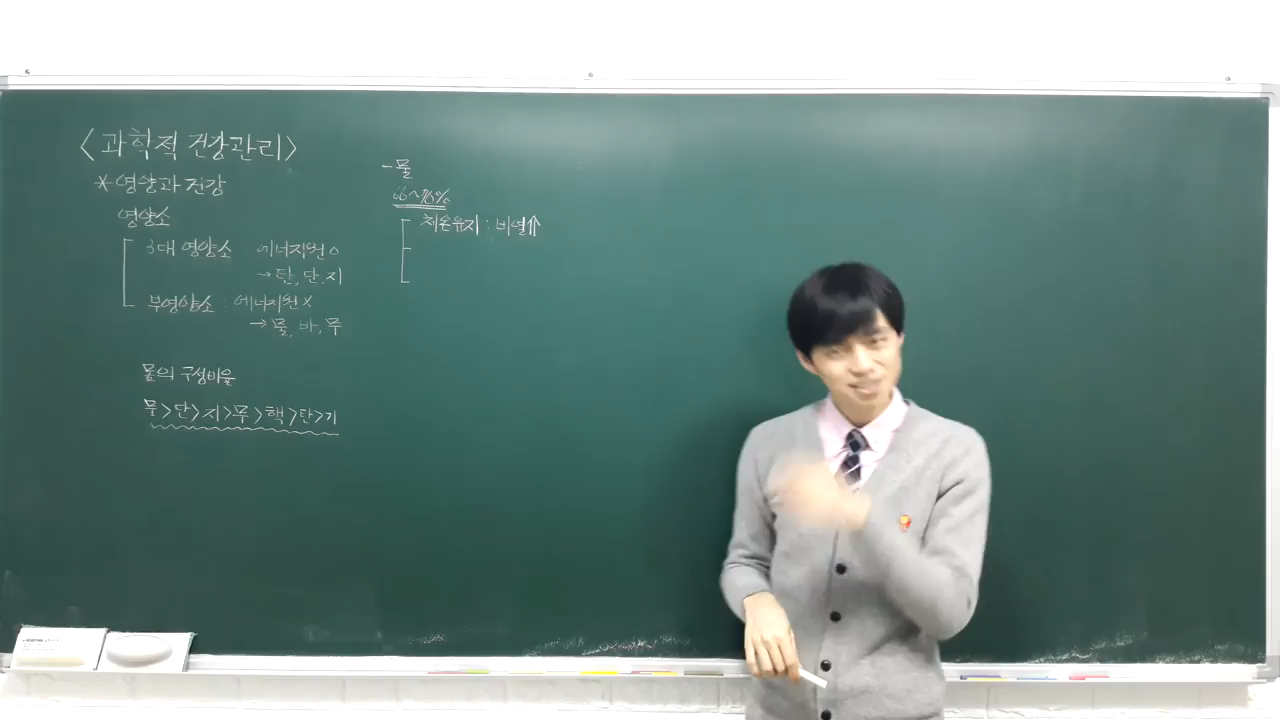 <과학적 건강관리>
*영양과 건강
영양소
3대 영양소 : 에너지원 o
→ 탄, 단, 지
부영양소 : 에너지원 x
→ 물, 바, 무
몸의 구성비율
물>단>지>무>핵>탄>기
-물
66~76%
체온유지 : 비열⇑